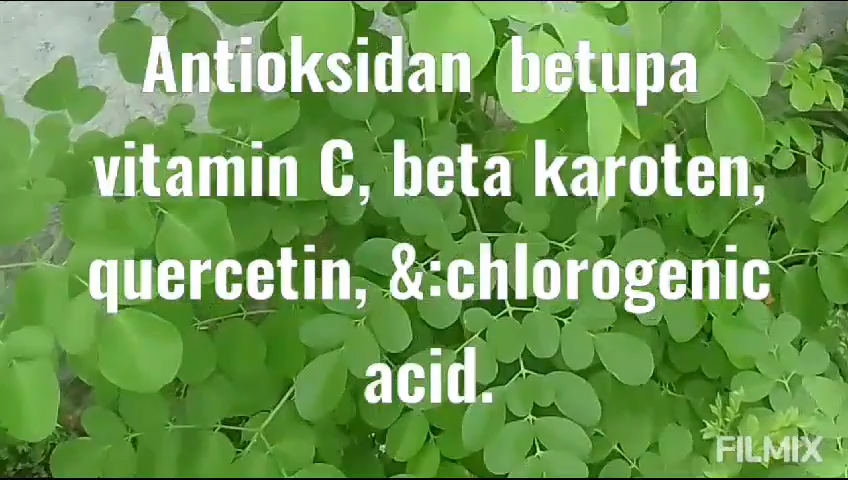 Antioksidan betupa
vitamin C, beta karoten,
quercetin, &:chlorogenic
acid.
FILMIX